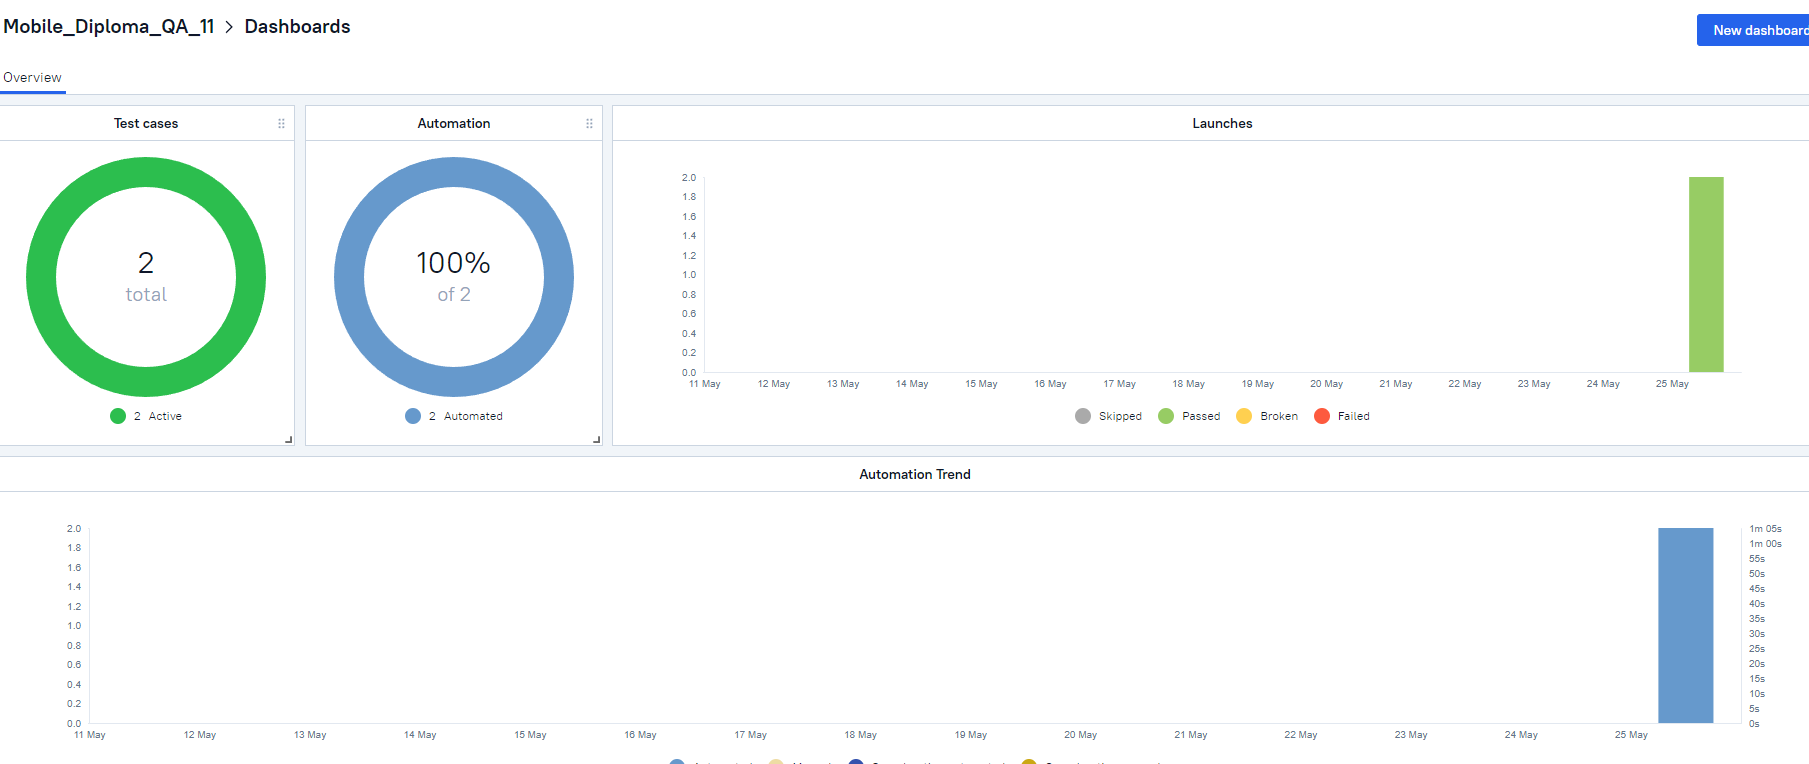 Mobile_Diploma_QA_11 > Dashboards
New dashboard
Overview
Test cases
2
total
2 Active
Automation
100%
of 2
2 Automated
Launches
2.0
1.8
1.6
1.4
1.2
1.0
0.8
0.6
0.4
0.2
0.0
11 May 12 May 13 May 14 May 15 May 16 May 17 May 18 May 19 May 20 May 21 May 22 May 23 May 24 May 25 May
Skipped Passed Broken Failed
Automation Trend
2.0
1.8
1.6
1.4
1.2
1.0
0.8
0.6
0.4
0.2
0.0
1m 05s
1m 00s
55s
50s
45s
40s
35s
30s
25s
20s
15s
10s
5s
0s
11 May 12 May 13 May 14 May 15 May 16 May 17 May 18 May 19 May 20 May 21 May 22 May 23 May 24 May 25 May